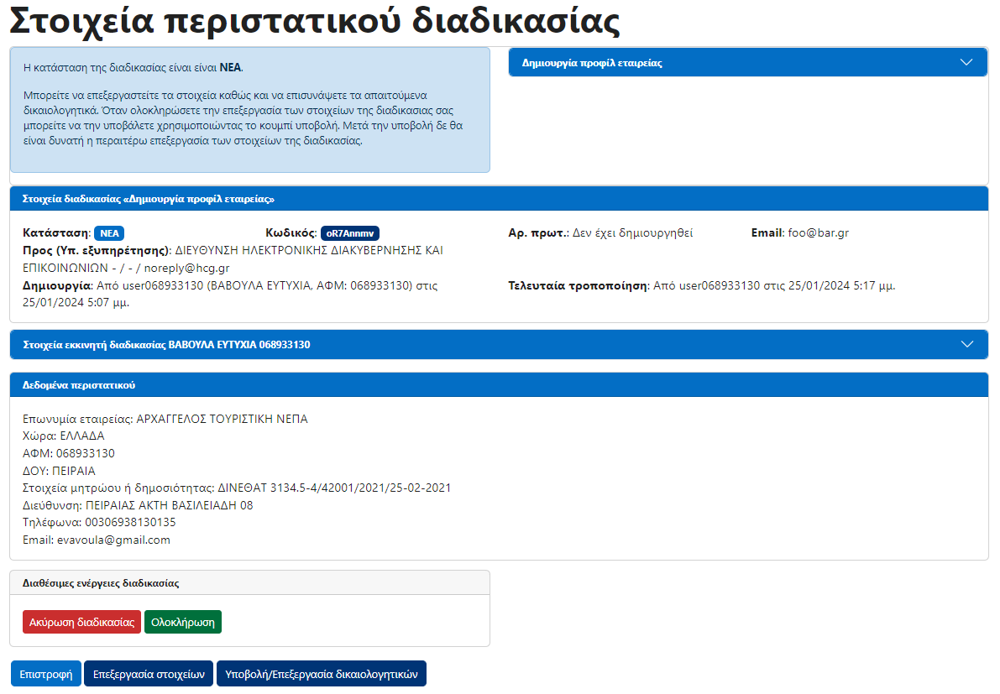 Στοιχεία περιστατικού διαδικασίας
Η κατάσταση της διαδικασίας είναι είναι ΝΕΑ.
Μπορείτε να επεξεργαστείτε τα στοιχεία καθώς και να επισυνάψετε τα απαιτούμενα
δικαιολογητικά. Όταν ολοκληρώσετε την επεξεργασία των στοιχείων της διαδικασιας σας
μπορείτε να την υποβάλετε χρησιμοποιώντας το κουμπί υποβολή. Μετά την υποβολή δε θα
είναι δυνατή η περαιτέρω επεξεργασία των στοιχείων της διαδικασίας.
Δημιουργία προφίλ εταιρείας
Στοιχεία διαδικασίας «Δημιουργία προφίλ εταιρείας»
Κατάσταση: ΝΕΑ Κωδικός: oR7Annmv Αρ. πρωτ.: Δεν έχει δημιουργηθεί Email: foo@bar.gr
Προς (Υπ. εξυπηρέτησης): ΔΙΕΥΘΥΝΣΗ ΗΛΕΚΤΡΟΝΙΚΗΣ ΔΙΑΚΥΒΕΡΝΗΣΗΣ ΚΑΙ
ΕΠΙΚΟΙΝΩΝΙΩΝ - / - / noreply@hcg.gr
Δημιουργία: Από user068933130 (ΒΑΒΟΥΛΑ ΕΥΤΥΧΙΑ, ΑΦΜ: 068933130) στις
25/01/2024 5:07 μμ.
Τελευταία τροποποίηση: Από user068933130 στις 25/01/2024 5:17 μμ.
Στοιχεία εκκινητή διαδικασίας ΒΑΒΟΥΛΑ ΕΥΤΥΧΙΑ 068933130
Δεδομένα περιστατικού
Επωνυμία εταιρείας: ΑΡΧΑΓΓΕΛΟΣ ΤΟΥΡΙΣΤΙΚΗ ΝΕΠΑ
Χώρα: ΕΛΛΑΔΑ
ΑΦΜ: 068933130
ΔΟΥ: ΠΕΙΡΑΙΑ
Στοιχεία μητρώου ή δημοσιότητας: ΔΙΝΕΘΑΤ 3134.5-4/42001/2021/25-02-2021
Διεύθυνση: ΠΕΙΡΑΙΑΣ ΑΚΤΗ ΒΑΣΙΛΕΙΑΔΗ 08
Τηλέφωνα: 00306938130135
Email: evavoula@gmail.com
Διαθέσιμες ενέργειες διαδικασίας
Ακύρωση διαδικασίας Ολοκλήρωση
Επιστροφή Επεξεργασία στοιχείων Υποβολή/Επεξεργασία δικαιολογητικών